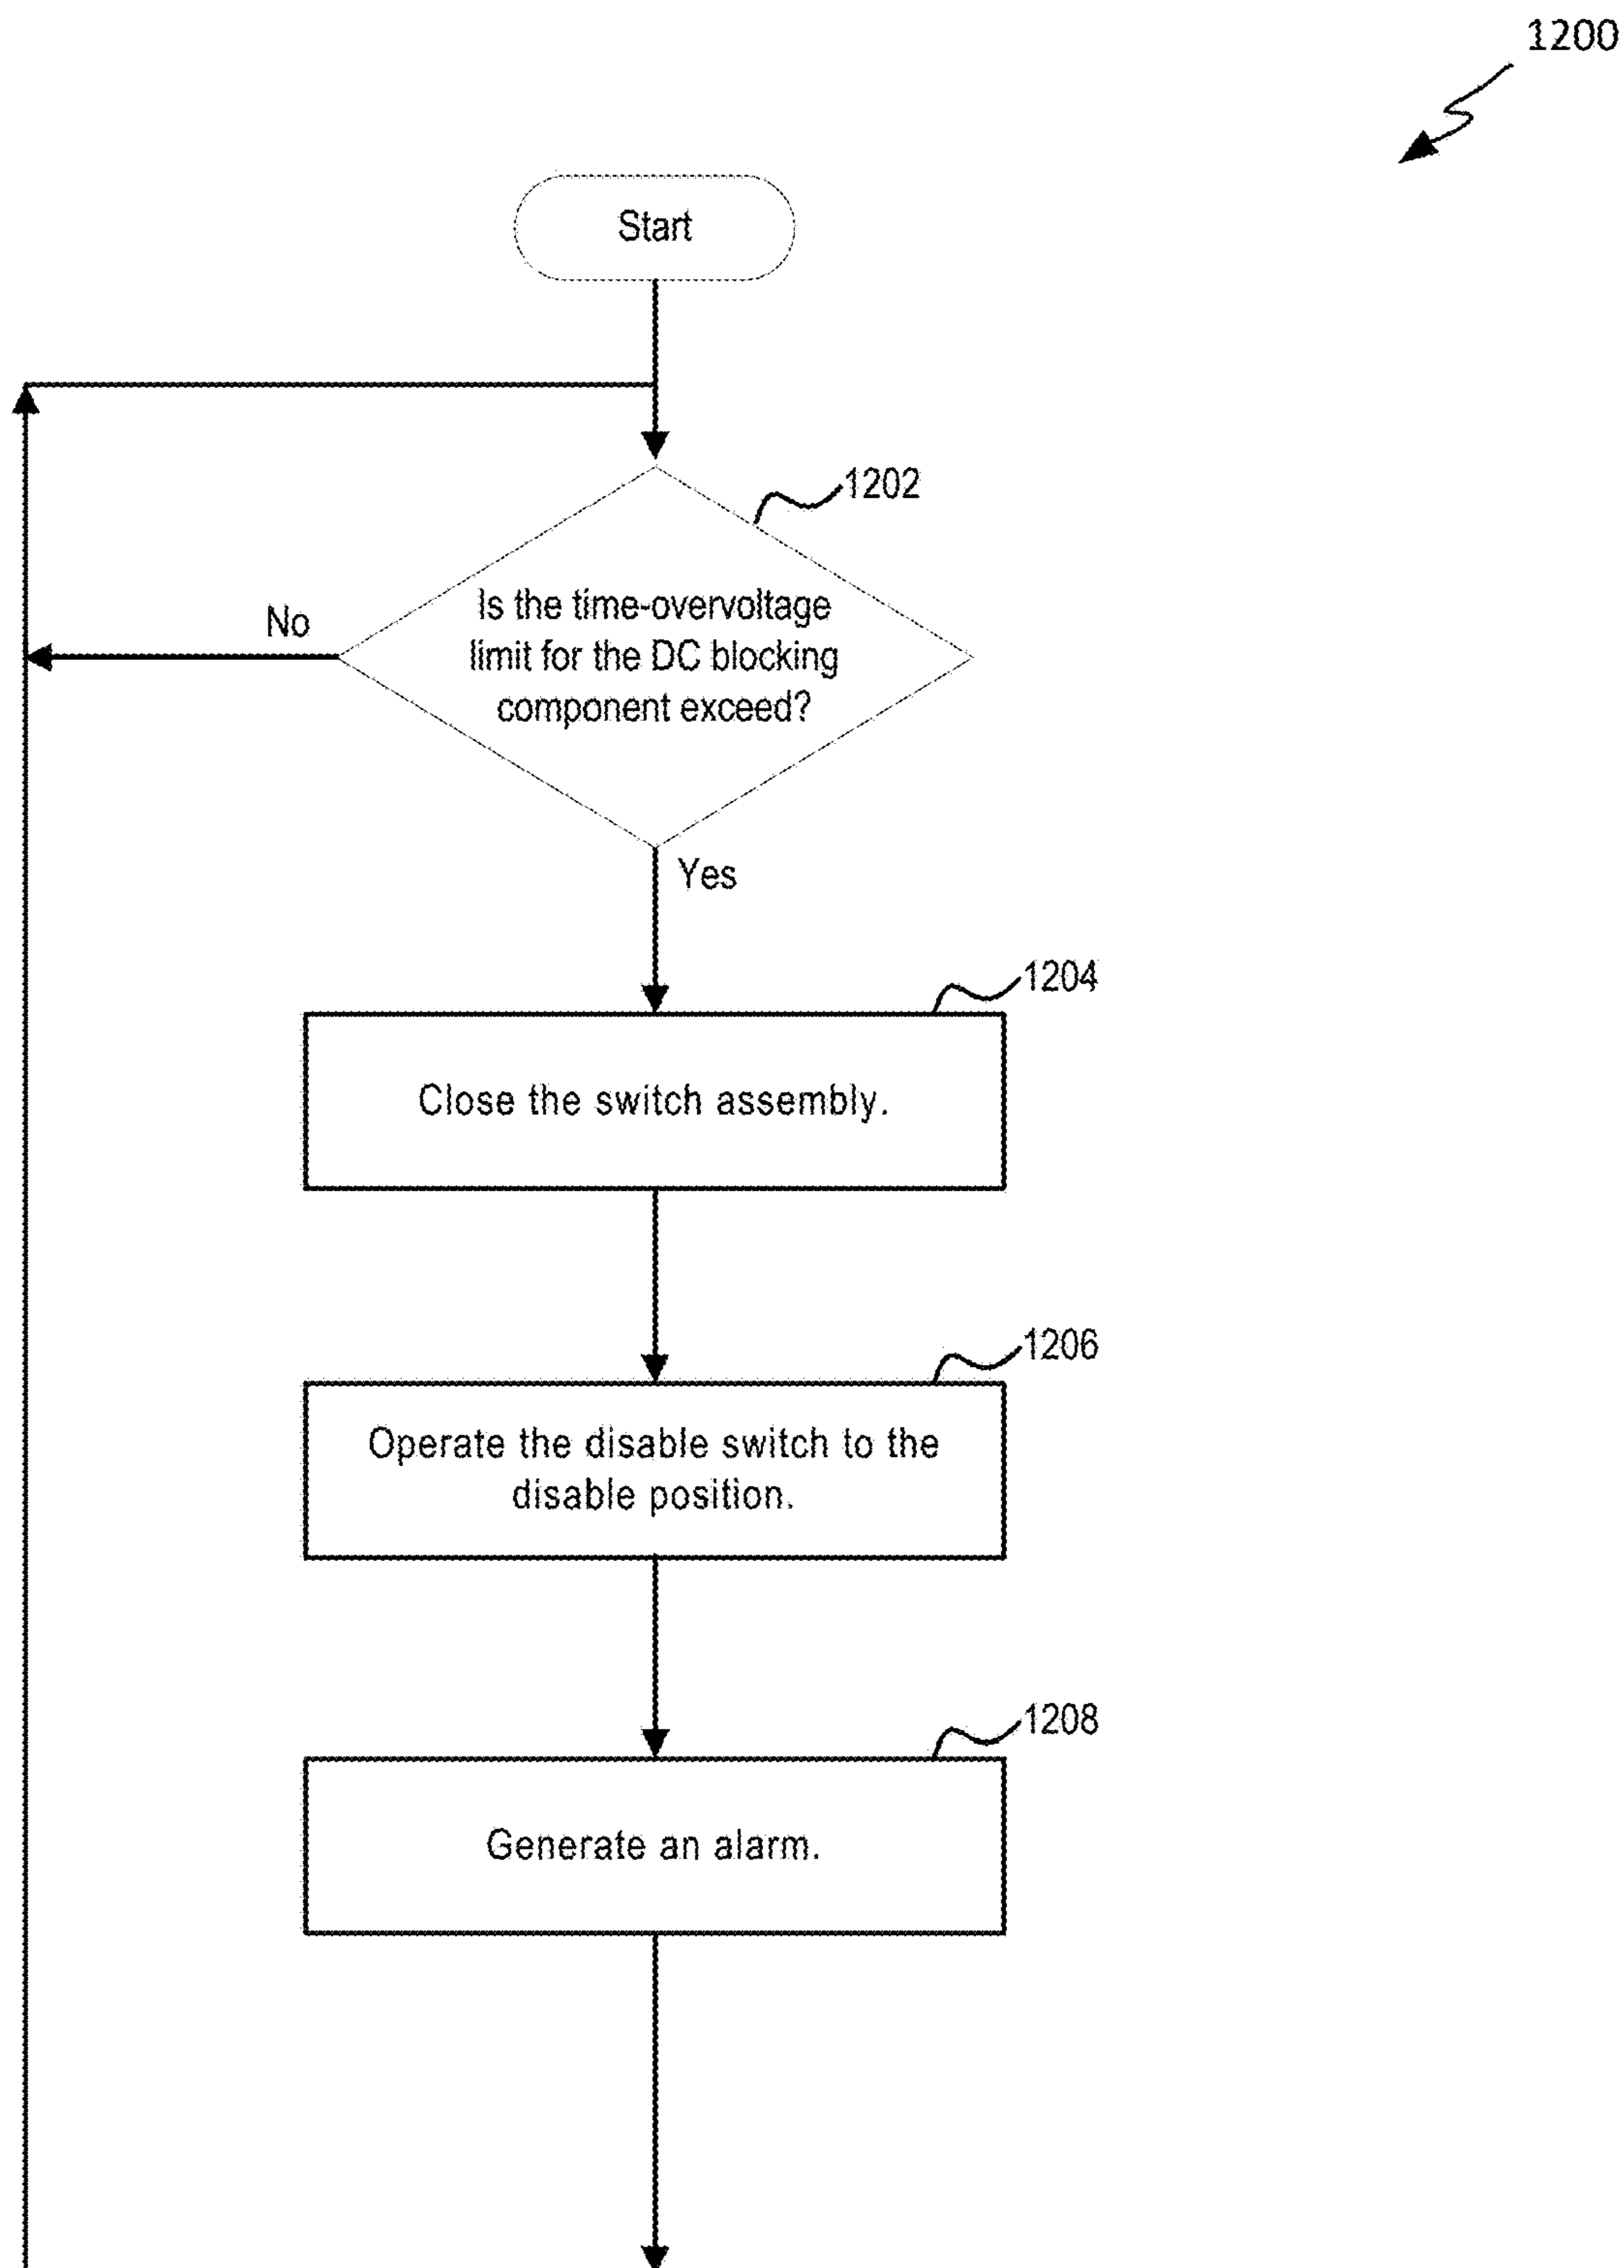 1200
Start
1202
Is the time-overvoltage
limit for the DC blocking
component exceed?
No
Yes
1204
Close the switch assembly.
1206
Operate the disable switch to the
disable position.
1208
Generate an alarm.